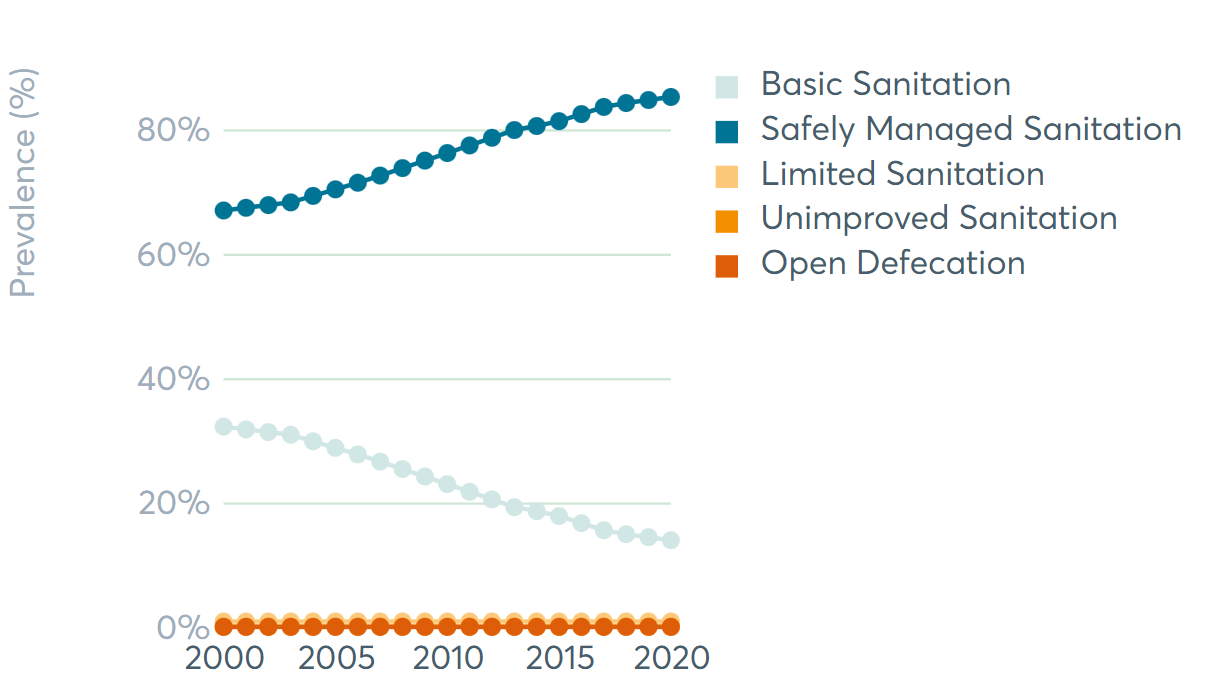 Prevalence (%)
80%
60%
40%
20%
0%
2000 2005 2010 2015 2020
Basic Sanitation
Safely Managed Sanitation
Limited Sanitation
Unimproved Sanitation
Open Defecation